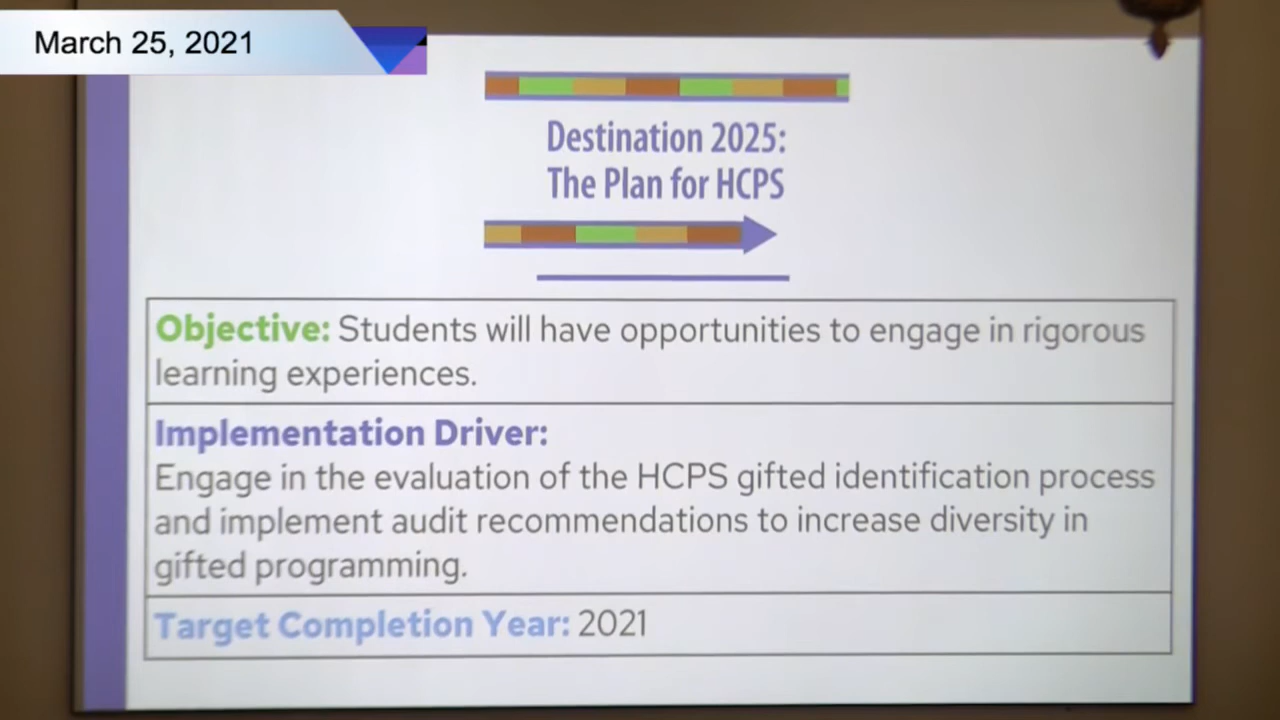 March 25, 2021
Destination 2025:
The Plan for HCPS
Objective: Students will have opportunities to engage in rigorous
learning experiences.
Implementation Driver:
Engage in the evaluation of the HCPS gifted identification process
and implement audit recommendations to increase diversity in
gifted programming.
Target Completion Year: 2021